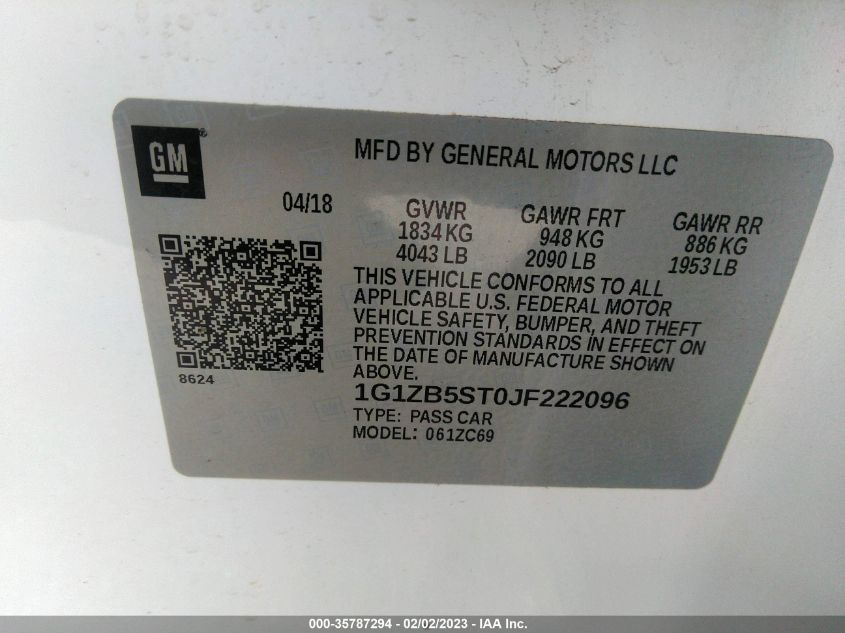 GM®
MFD BY GENERAL MOTORS LLC
04/18
GVWR GAWR FRT GAWR RR
1834 KG 948 KG 886 KG
4043 LB 2090 LB 1953 LB
THIS VEHICLE CONFORMS TO ALL
APPLICABLE U.S. FEDERAL MOTOR
VEHICLE SAFETY, BUMPER, AND THEFT
PREVENTION STANDARDS IN EFFECT ON
THE DATE OF MANUFACTURE SHOWN
ABOVE.
8624
1G1ZB5ST0JF222096
TYPE: PASS CAR
MODEL: 061ZC69
000-35787294 - 02/02/2023 - IAA Inc.